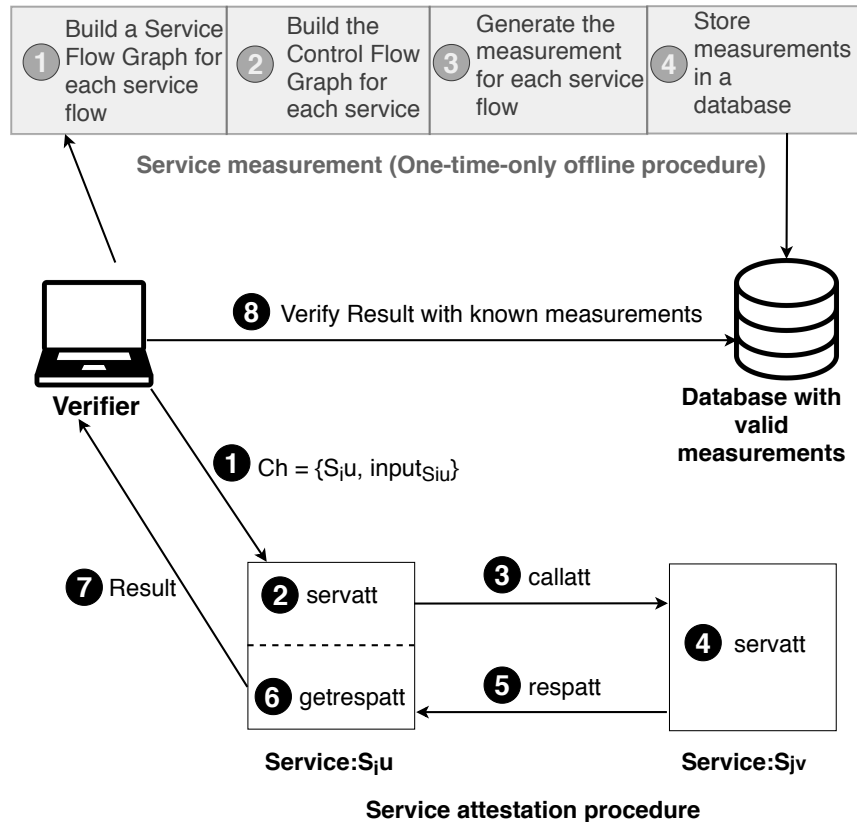 1 Build a Service
Flow Graph for
each service
flow
2 Build the
Control Flow
Graph for
each service
3 Generate the
measurement
for each service
flow
4 Store
measurements
in a
database
Service measurement (One-time-only offline procedure)
8 Verify Result with known measurements
Verifier
Database with
valid
measurements
1 Ch = {Sᵢu, input_Siu}
7 Result
2 servatt
3 callatt
4 servatt
6 getrespatt
5 respatt
Service:Sᵢu
Service:Sjv
Service attestation procedure